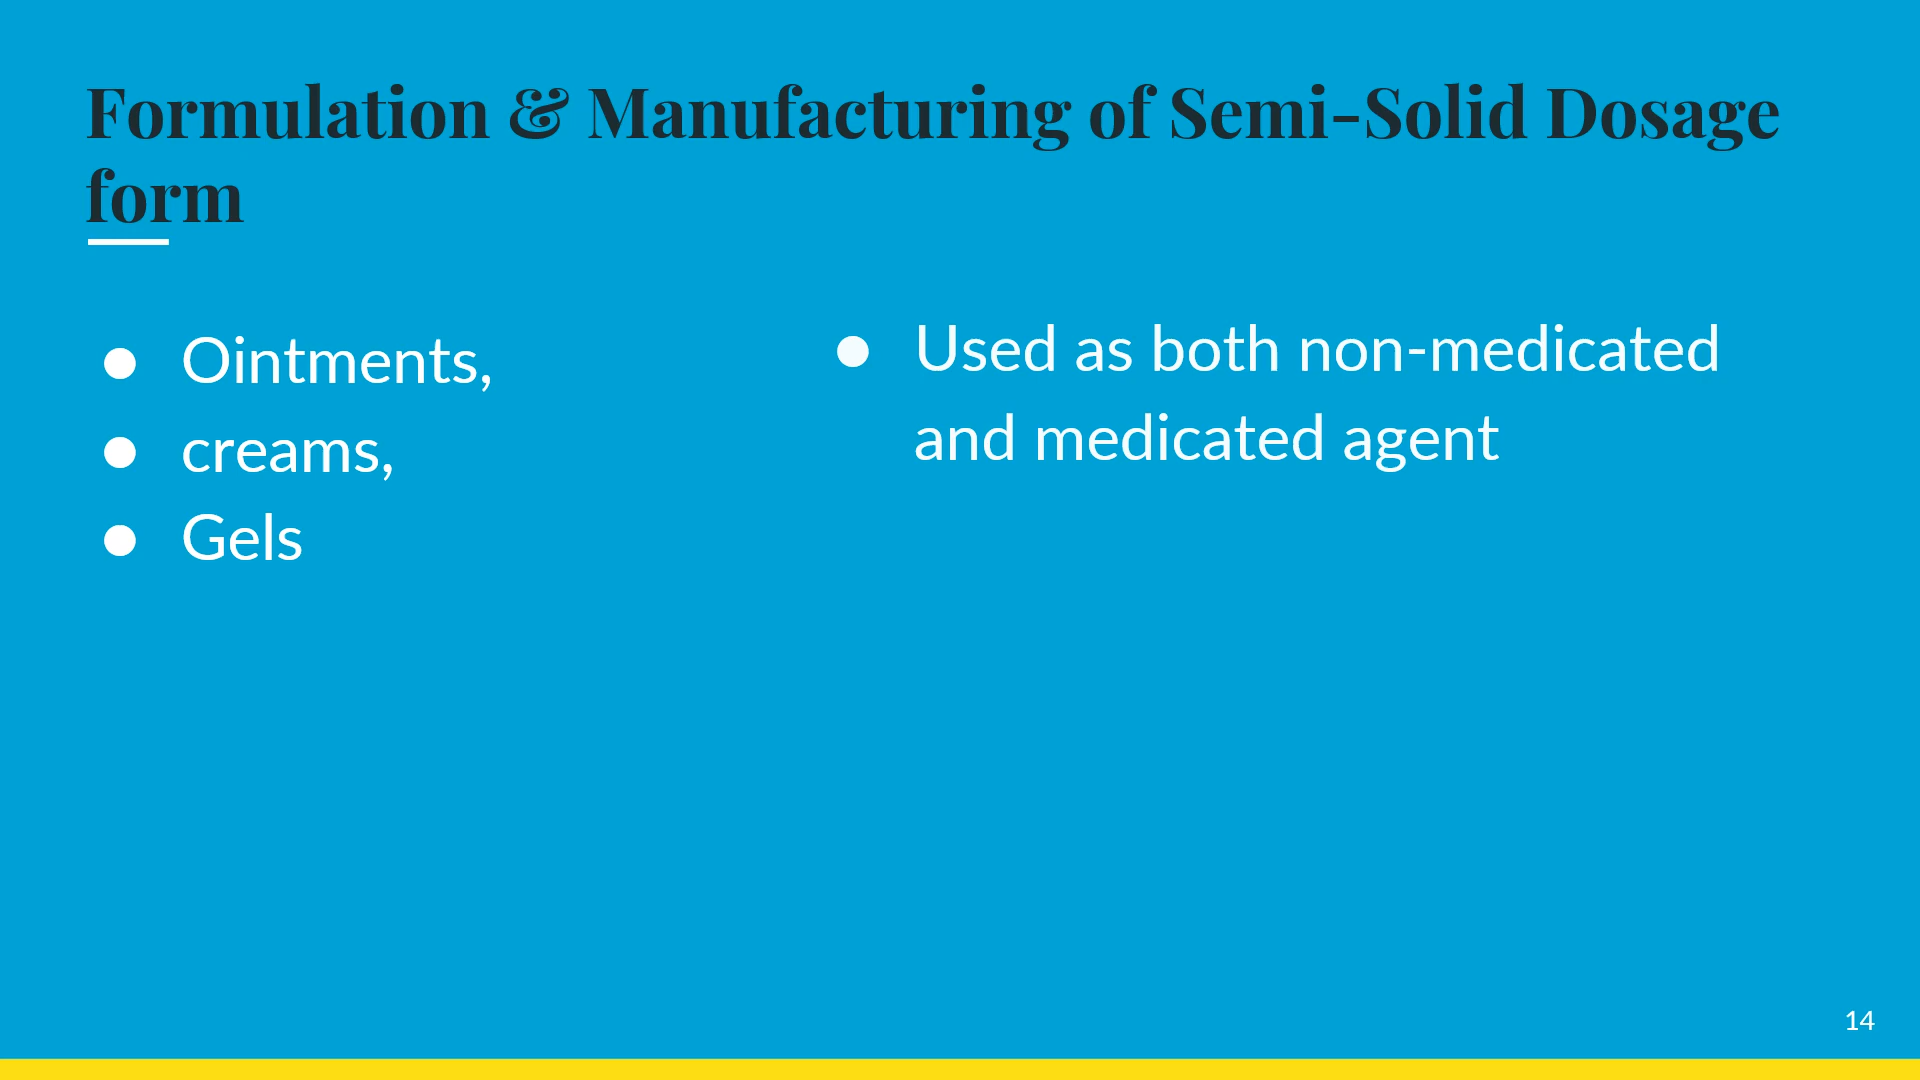 Formulation & Manufacturing of Semi-Solid Dosage
form
● Ointments,
● creams,
● Gels
● Used as both non-medicated
and medicated agent
14